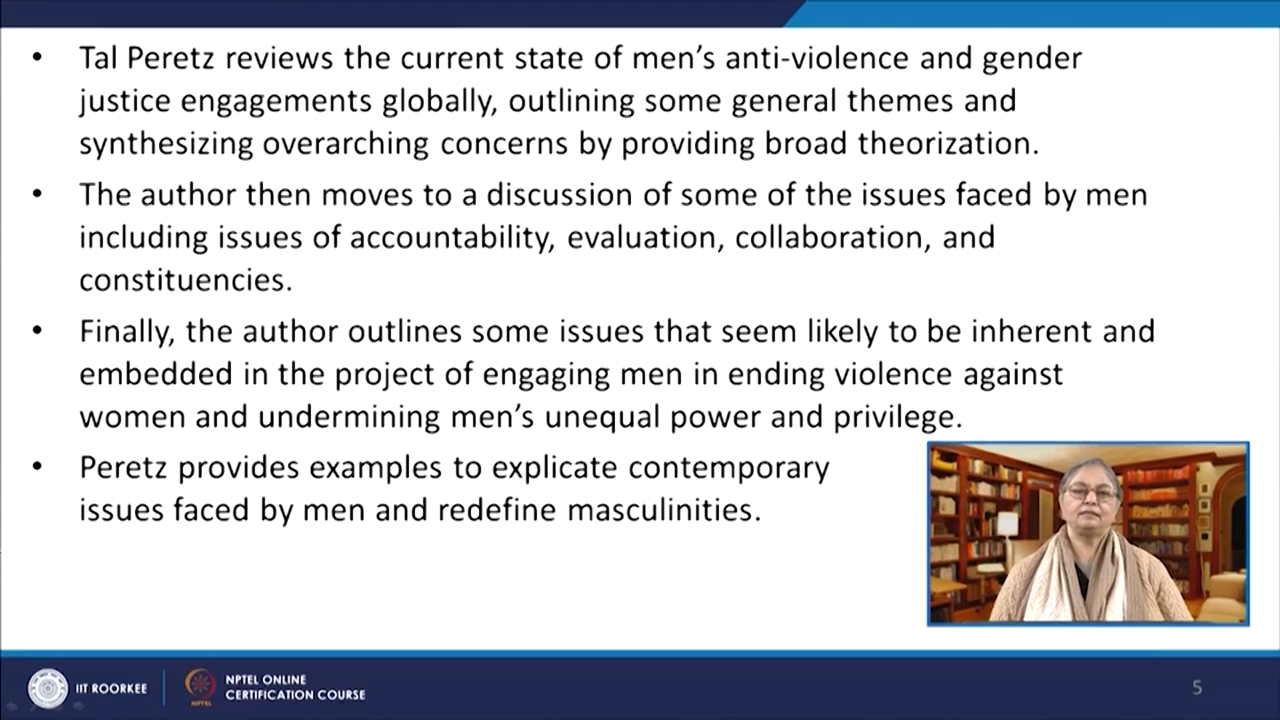 • Tal Peretz reviews the current state of men's anti-violence and gender
justice engagements globally, outlining some general themes and
synthesizing overarching concerns by providing broad theorization.
• The author then moves to a discussion of some of the issues faced by men
including issues of accountability, evaluation, collaboration, and
constituencies.
• Finally, the author outlines some issues that seem likely to be inherent and
embedded in the project of engaging men in ending violence against
women and undermining men's unequal power and privilege.
• Peretz provides examples to explicate contemporary
issues faced by men and redefine masculinities.
IIT ROORKEE
NPTEL
NPTEL ONLINE
CERTIFICATION COURSE
5